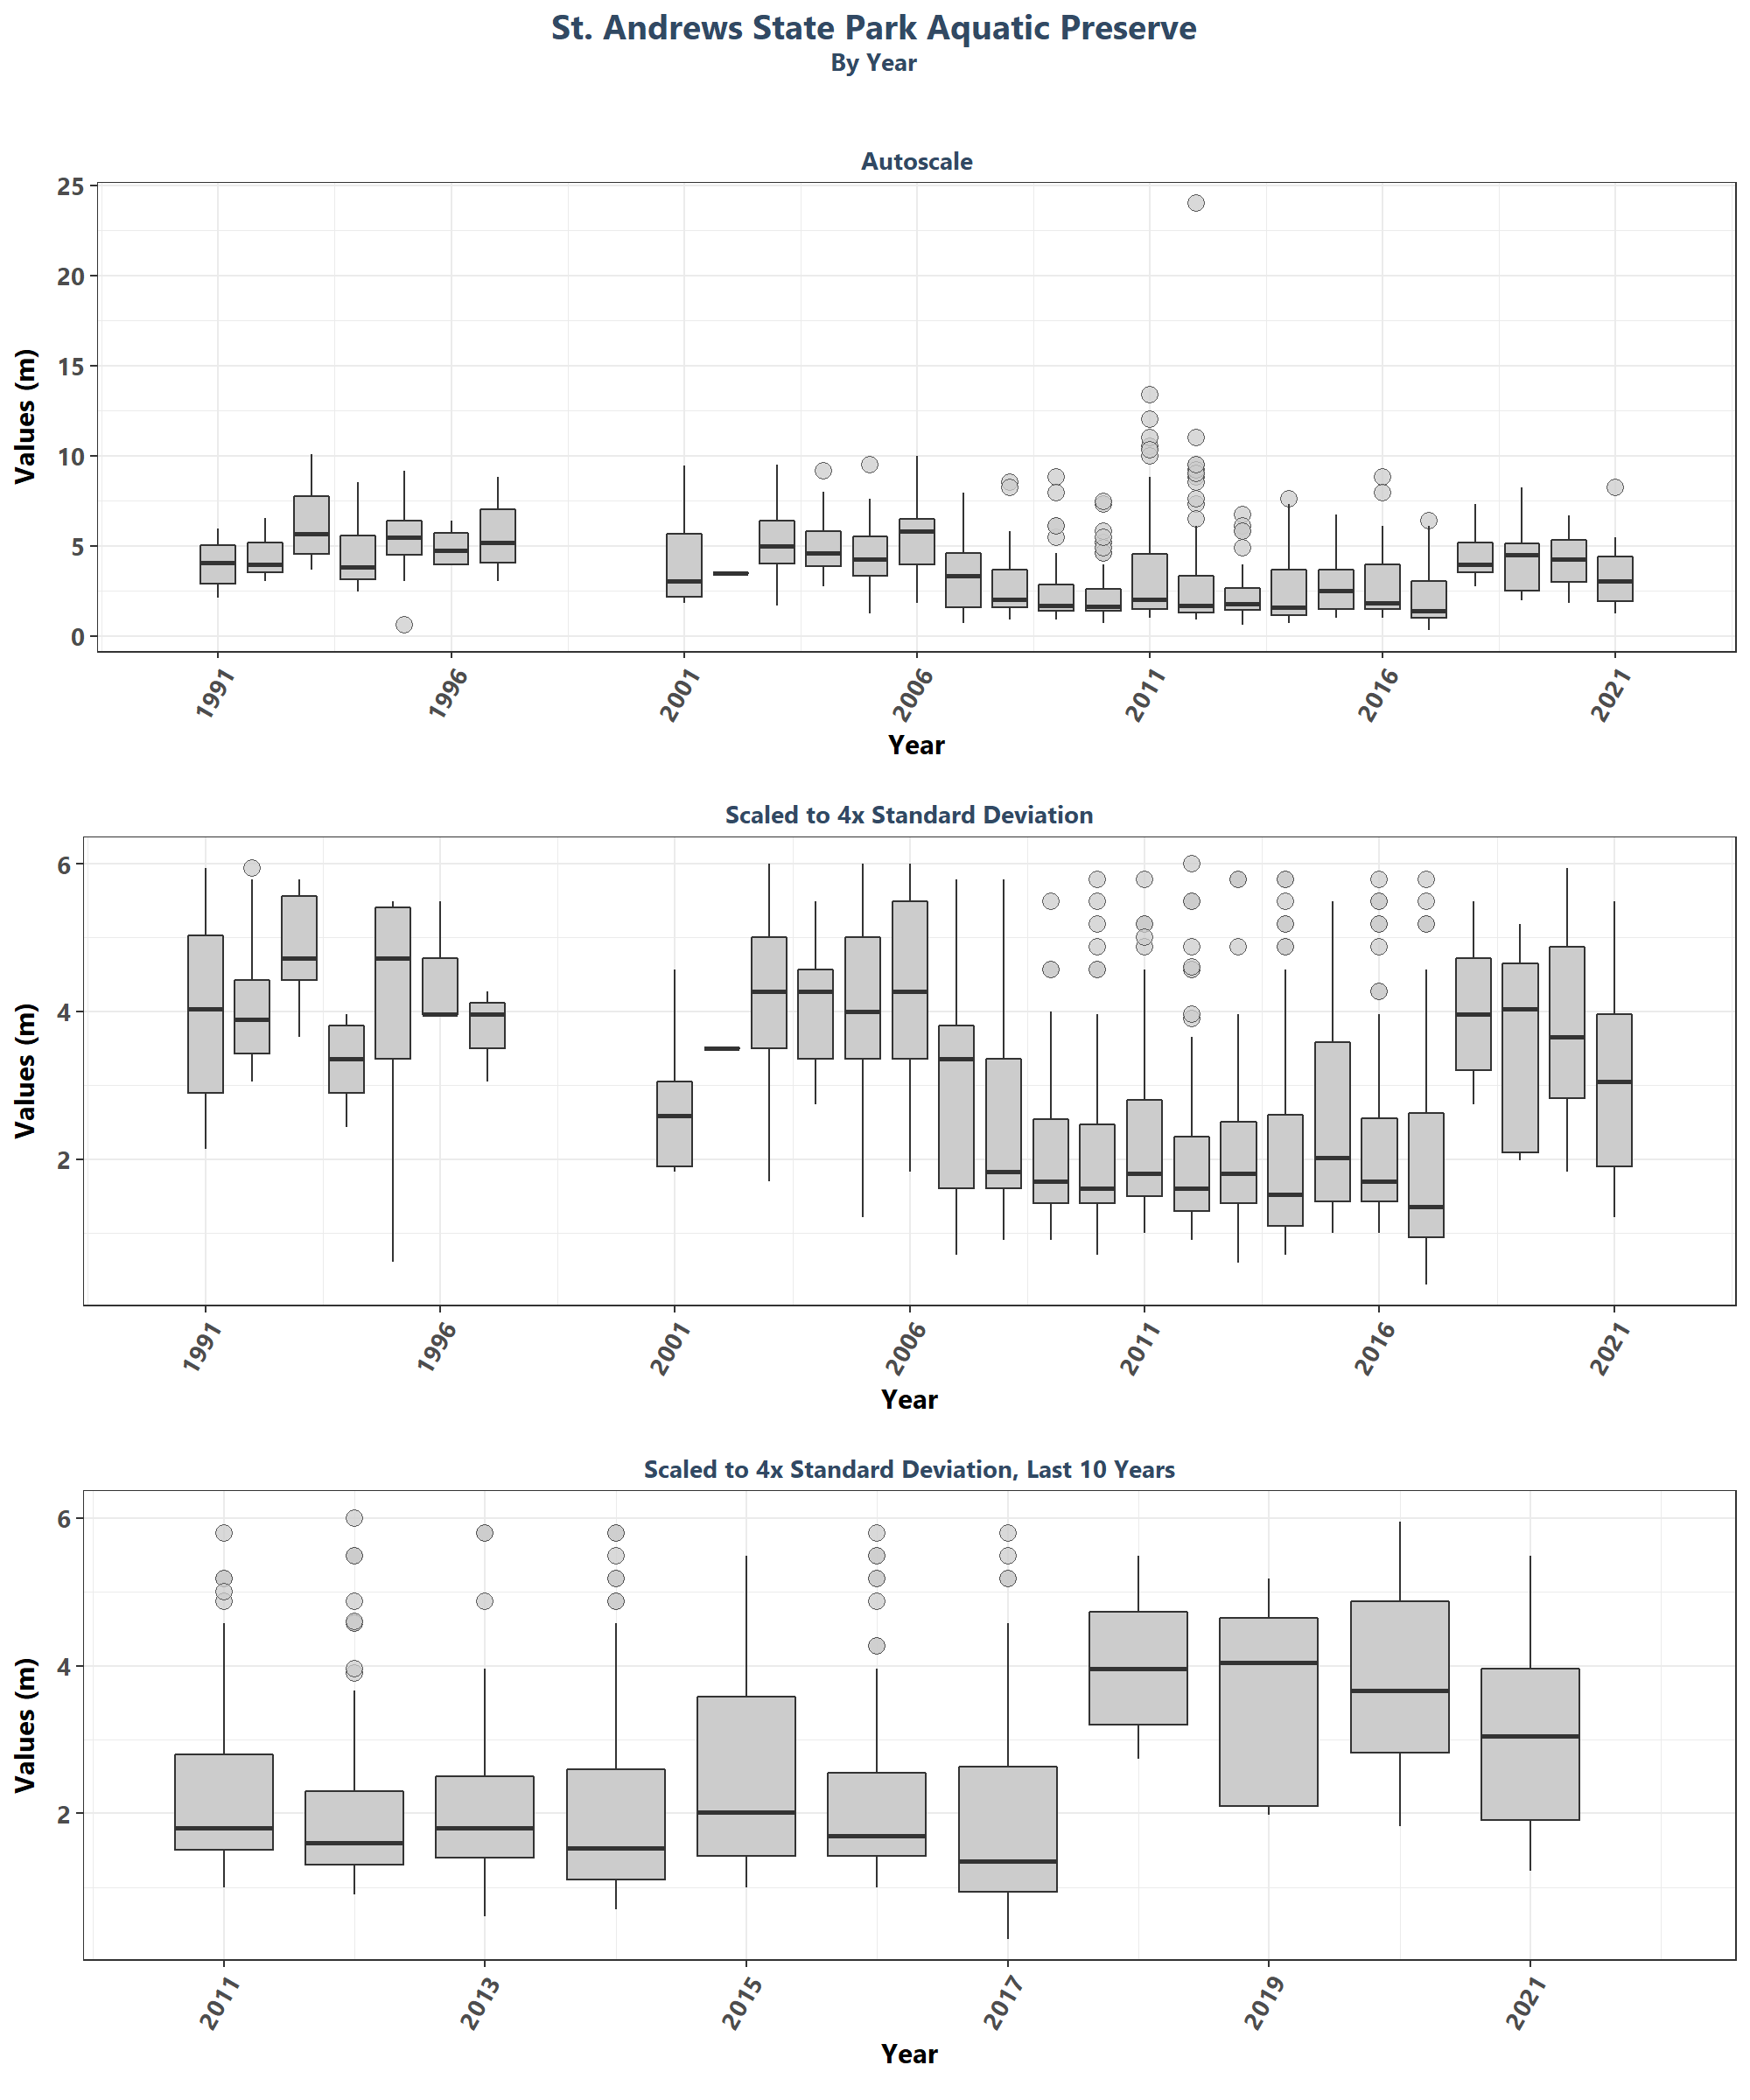 St. Andrews State Park Aquatic Preserve
By Year
Autoscale
Values (m)
25
20
15
10
5
0
1991
1996
2001
2006
2011
2016
2021
Year
Scaled to 4x Standard Deviation
Values (m)
6
4
2
1991
1996
2001
2006
2011
2016
2021
Year
Scaled to 4x Standard Deviation, Last 10 Years
Values (m)
6
4
2
2011
2013
2015
2017
2019
2021
Year